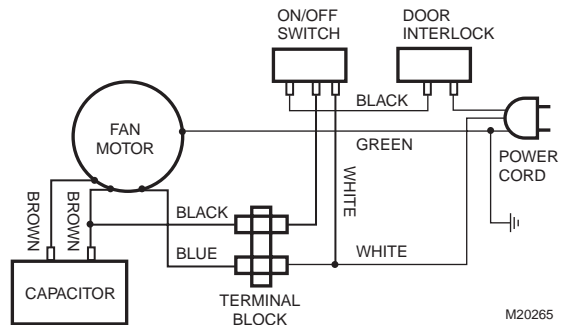 ON/OFF
SWITCH
DOOR
INTERLOCK
BLACK
FAN
MOTOR
GREEN
POWER
CORD
WHITE
BROWN
BROWN
BLACK
BLUE
WHITE
CAPACITOR
TERMINAL
BLOCK
M20265